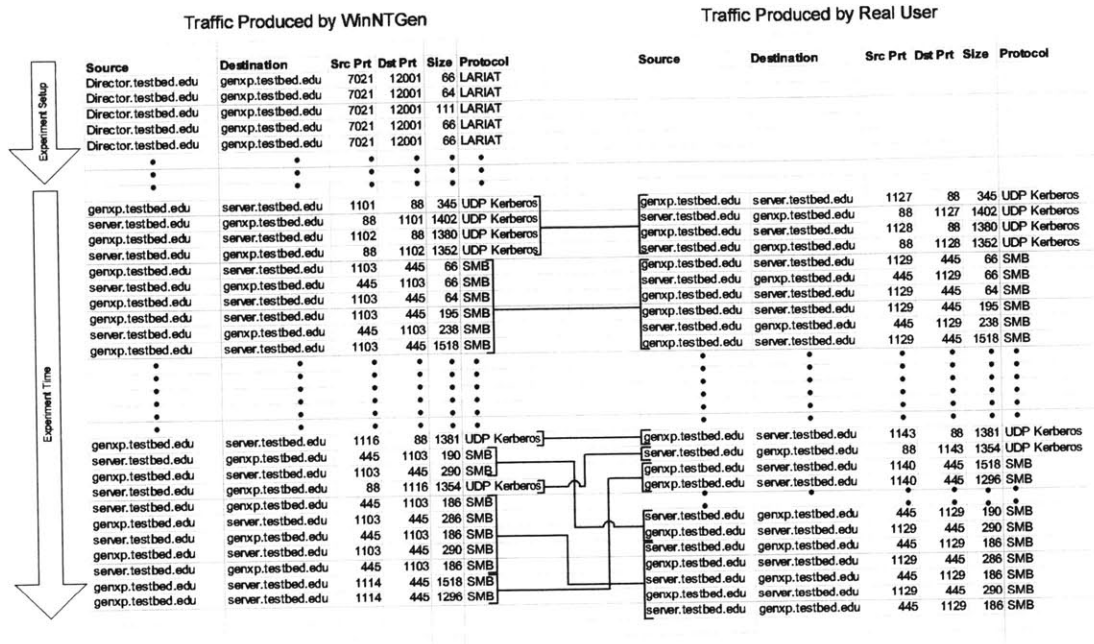 Traffic Produced by WinNTGen
Traffic Produced by Real User
Experiment Setup
Source Destination Src Prt Dst Prt Size Protocol
Director.testbed.edu genxp.testbed.edu 7021 12001 66 LARIAT
Director.testbed.edu genxp.testbed.edu 7021 12001 64 LARIAT
Director.testbed.edu genxp.testbed.edu 7021 12001 111 LARIAT
Director.testbed.edu genxp.testbed.edu 7021 12001 66 LARIAT
Director.testbed.edu genxp.testbed.edu 7021 12001 66 LARIAT
Experiment Time
genxp.testbed.edu server.testbed.edu 1101 88 345 UDP Kerberos
server.testbed.edu genxp.testbed.edu 88 1101 1402 UDP Kerberos
genxp.testbed.edu server.testbed.edu 1102 88 1380 UDP Kerberos
server.testbed.edu genxp.testbed.edu 88 1102 1352 UDP Kerberos
genxp.testbed.edu server.testbed.edu 1103 445 66 SMB
server.testbed.edu genxp.testbed.edu 445 1103 66 SMB
genxp.testbed.edu server.testbed.edu 1103 445 64 SMB
genxp.testbed.edu server.testbed.edu 1103 445 195 SMB
server.testbed.edu genxp.testbed.edu 445 1103 238 SMB
genxp.testbed.edu server.testbed.edu 1103 445 1518 SMB
genxp.testbed.edu server.testbed.edu 1116 88 1381 UDP Kerberos
server.testbed.edu genxp.testbed.edu 445 1103 190 SMB
genxp.testbed.edu server.testbed.edu 1103 445 290 SMB
server.testbed.edu genxp.testbed.edu 88 1116 1354 UDP Kerberos
server.testbed.edu genxp.testbed.edu 445 1103 186 SMB
genxp.testbed.edu server.testbed.edu 1103 445 286 SMB
server.testbed.edu genxp.testbed.edu 445 1103 186 SMB
genxp.testbed.edu server.testbed.edu 1103 445 290 SMB
server.testbed.edu genxp.testbed.edu 445 1103 186 SMB
genxp.testbed.edu server.testbed.edu 1114 445 1518 SMB
genxp.testbed.edu server.testbed.edu 1114 445 1296 SMB
Source Destination Src Prt Dst Prt Size Protocol
genxp.testbed.edu server.testbed.edu 1127 88 345 UDP Kerberos
server.testbed.edu genxp.testbed.edu 88 1127 1402 UDP Kerberos
genxp.testbed.edu server.testbed.edu 1128 88 1380 UDP Kerberos
server.testbed.edu genxp.testbed.edu 88 1128 1352 UDP Kerberos
genxp.testbed.edu server.testbed.edu 1129 445 66 SMB
server.testbed.edu genxp.testbed.edu 445 1129 66 SMB
genxp.testbed.edu server.testbed.edu 1129 445 64 SMB
genxp.testbed.edu server.testbed.edu 1129 445 195 SMB
server.testbed.edu genxp.testbed.edu 445 1129 238 SMB
genxp.testbed.edu server.testbed.edu 1129 445 1518 SMB
genxp.testbed.edu server.testbed.edu 1143 88 1381 UDP Kerberos
server.testbed.edu genxp.testbed.edu 88 1143 1354 UDP Kerberos
genxp.testbed.edu server.testbed.edu 1140 445 1518 SMB
genxp.testbed.edu server.testbed.edu 1140 445 1296 SMB
server.testbed.edu genxp.testbed.edu 445 1129 190 SMB
genxp.testbed.edu server.testbed.edu 1129 445 290 SMB
server.testbed.edu genxp.testbed.edu 445 1129 186 SMB
genxp.testbed.edu server.testbed.edu 1129 445 286 SMB
server.testbed.edu genxp.testbed.edu 445 1129 186 SMB
genxp.testbed.edu server.testbed.edu 1129 445 290 SMB
server.testbed.edu genxp.testbed.edu 445 1129 186 SMB